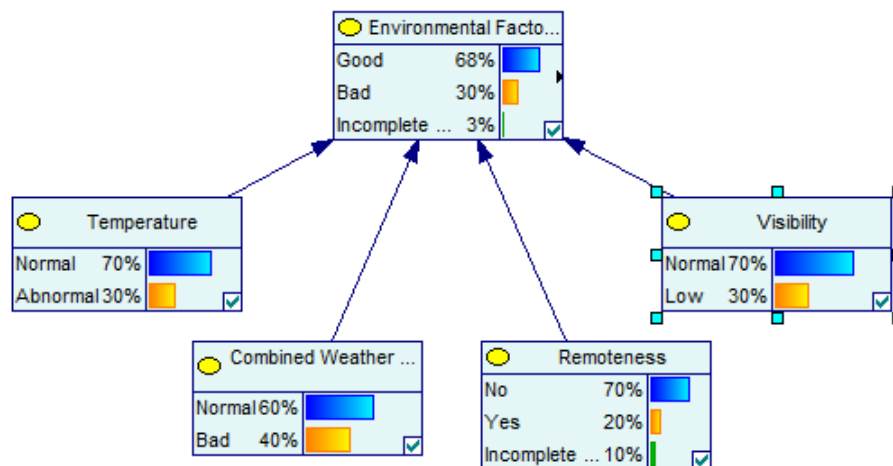 Environmental Facto...
Good 68%
Bad 30%
Incomplete ... 3%
Temperature
Normal 70%
Abnormal 30%
Visibility
Normal 70%
Low 30%
Combined Weather ...
Normal 60%
Bad 40%
Remoteness
No 70%
Yes 20%
Incomplete ... 10%